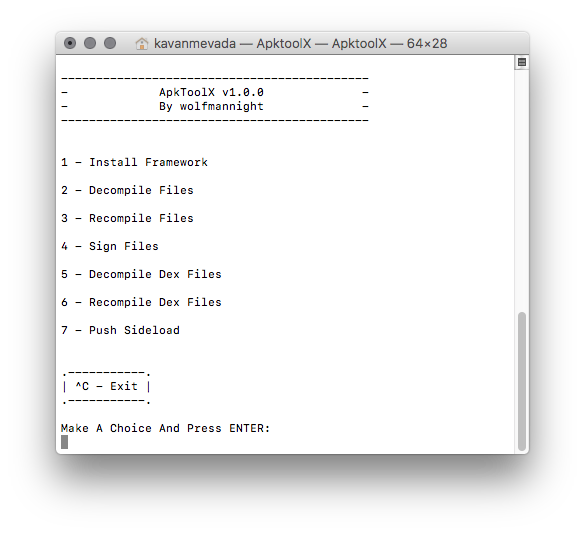 kavanmevada — ApktoolX — ApktoolX — 64×28
--------------------------------------------
-             ApkToolX v1.0.0              -
-             By wolfmannight              -
--------------------------------------------
1 - Install Framework
2 - Decompile Files
3 - Recompile Files
4 - Sign Files
5 - Decompile Dex Files
6 - Recompile Dex Files
7 - Push Sideload
.-----------.
| ^C - Exit |
.-----------.
Make A Choice And Press ENTER: